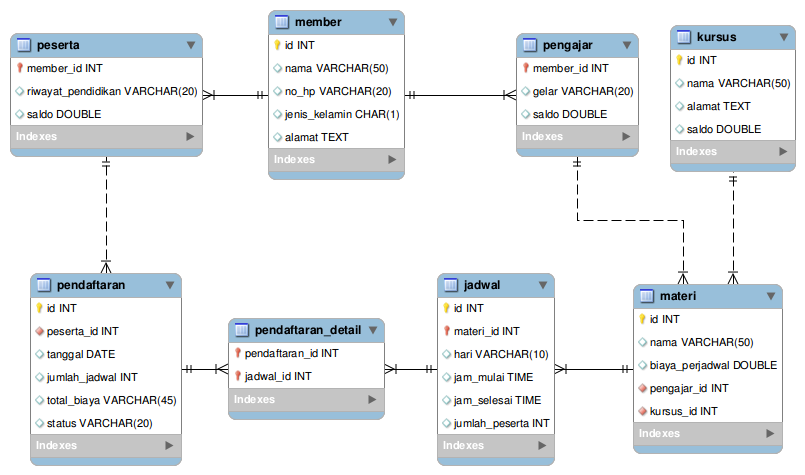 peserta
member_id INT
riwayat_pendidikan VARCHAR(20)
saldo DOUBLE
Indexes
member
id INT
nama VARCHAR(50)
no_hp VARCHAR(20)
jenis_kelamin CHAR(1)
alamat TEXT
Indexes
pengajar
member_id INT
gelar VARCHAR(20)
saldo DOUBLE
Indexes
kursus
id INT
nama VARCHAR(50)
alamat TEXT
saldo DOUBLE
Indexes
pendaftaran
id INT
peserta_id INT
tanggal DATE
jumlah_jadwal INT
total_biaya VARCHAR(45)
status VARCHAR(20)
Indexes
pendaftaran_detail
pendaftaran_id INT
jadwal_id INT
Indexes
jadwal
id INT
materi_id INT
hari VARCHAR(10)
jam_mulai TIME
jam_selesai TIME
jumlah_peserta INT
Indexes
materi
id INT
nama VARCHAR(50)
biaya_perjadwal DOUBLE
pengajar_id INT
kursus_id INT
Indexes